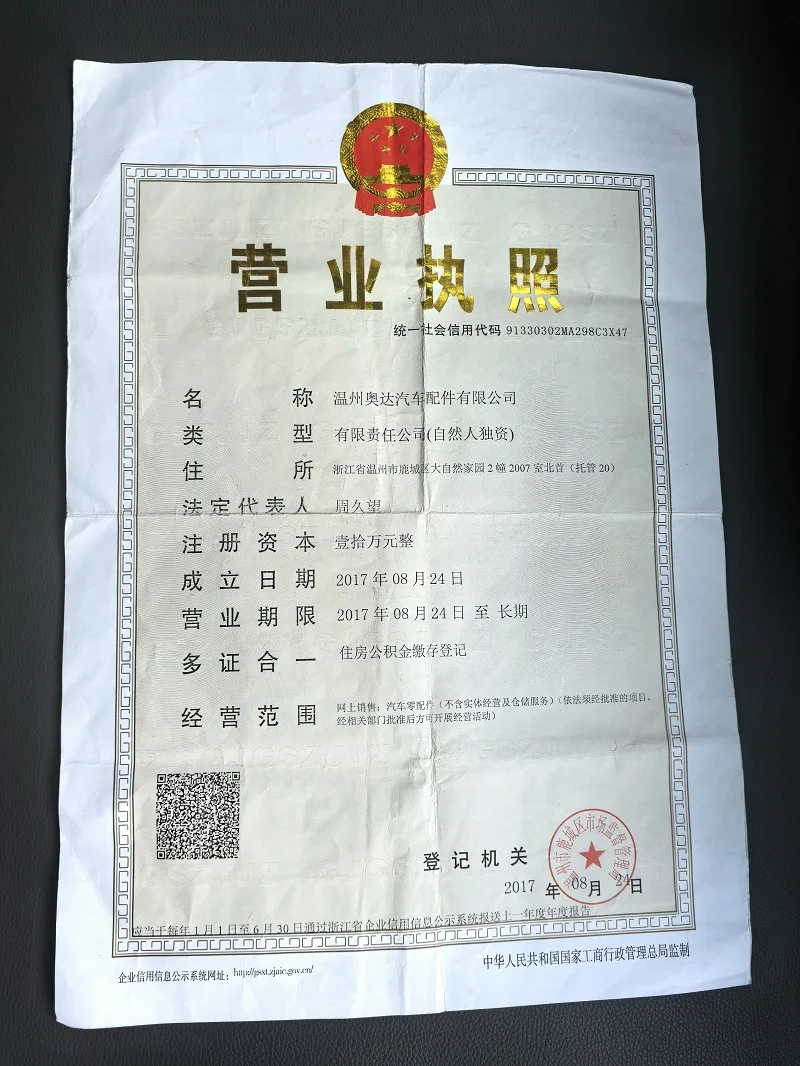 营业执照
统一社会信用代码 91330302MA298C3X47
名称 温州奥达汽车配件有限公司
类型 有限责任公司(自然人独资)
住所 浙江省温州市鹿城区大自然家园2幢2007室北首（托管20）
法定代表人 周久望
注册资本 壹拾万元整
成立日期 2017年08月24日
营业期限 2017年08月24日 至 长期
多证合一 住房公积金缴存登记
经营范围 网上销售：汽车零配件（不含实体经营及仓储服务）（依法须经批准的项目，
经相关部门批准后方可开展经营活动）
登记机关
温州市鹿城区市场监督管理局
2017年08月24日
应当于每年1月1日至6月30日通过浙江省企业信用信息公示系统报送上一年度年度报告
企业信用信息公示系统网址：http://gsxt.zjaic.gov.cn/
中华人民共和国国家工商行政管理总局监制